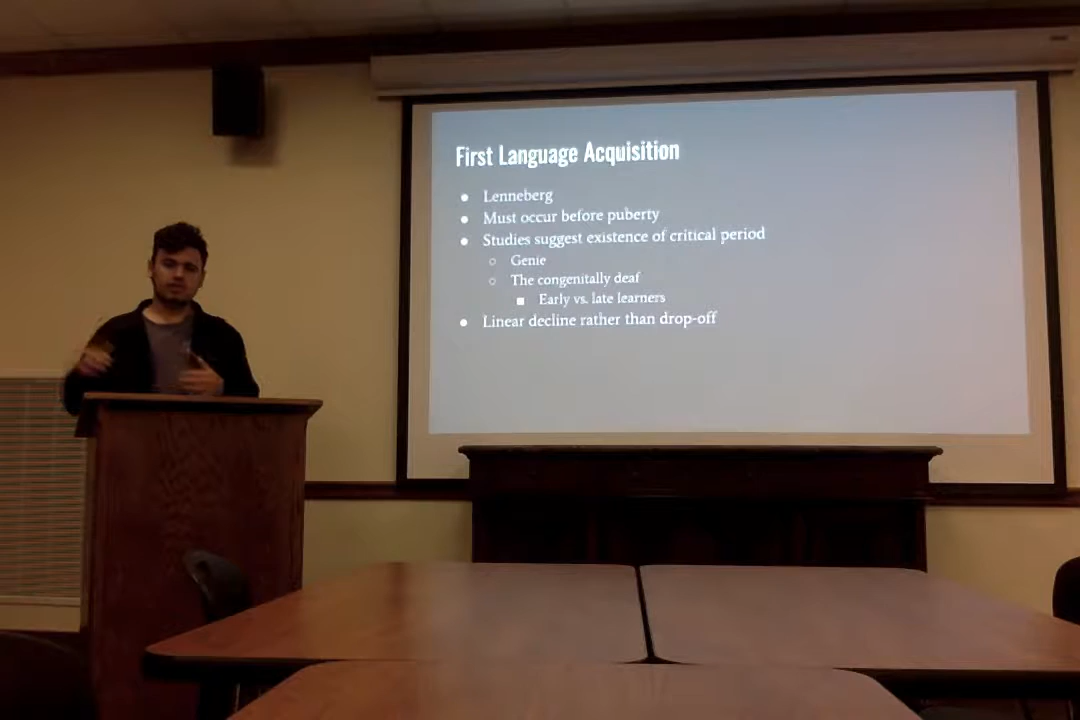 First Language Acquisition
● Lenneberg
● Must occur before puberty
● Studies suggest existence of critical period
○ Genie
○ The congenitally deaf
■ Early vs. late learners
● Linear decline rather than drop-off